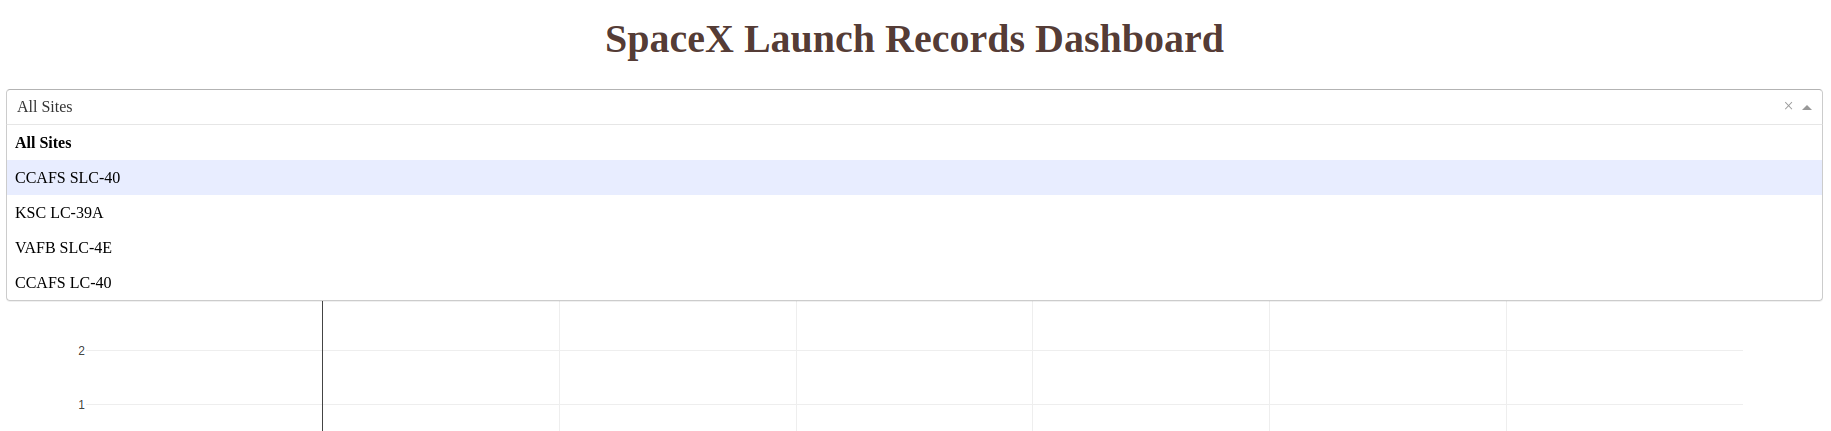 SpaceX Launch Records Dashboard
All Sites
×
All Sites
CCAFS SLC-40
KSC LC-39A
VAFB SLC-4E
CCAFS LC-40
2
1